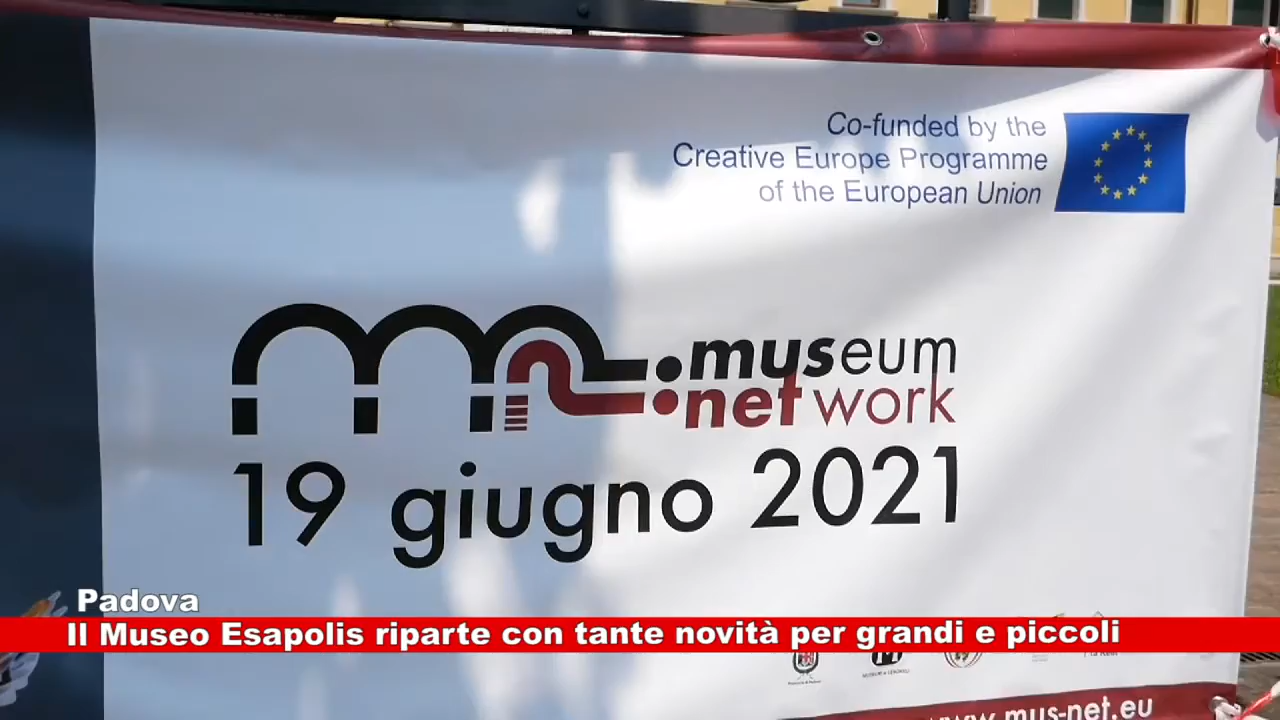 Co-funded by the
Creative Europe Programme
of the European Union
museum
network
19 giugno 2021
Padova
Il Museo Esapolis riparte con tante novità per grandi e piccoli
www.mus-net.eu